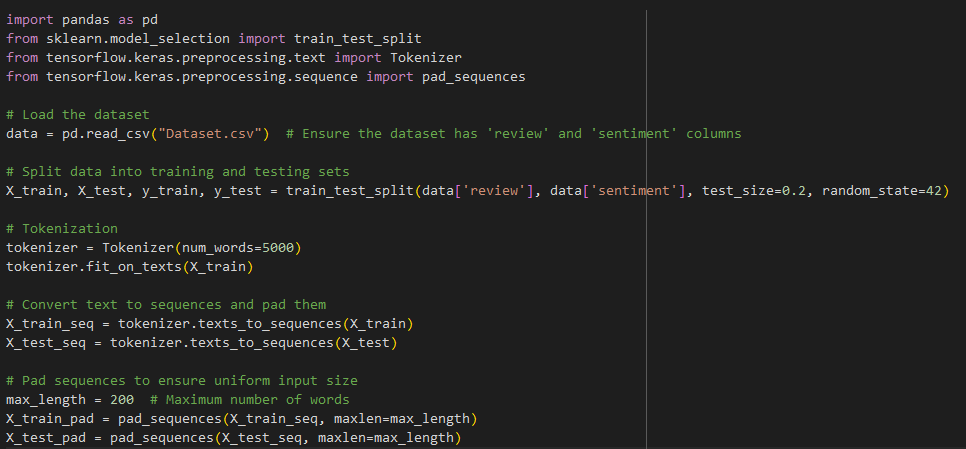 import pandas as pd
from sklearn.model_selection import train_test_split
from tensorflow.keras.preprocessing.text import Tokenizer
from tensorflow.keras.preprocessing.sequence import pad_sequences
# Load the dataset
data = pd.read_csv("Dataset.csv")  # Ensure the dataset has 'review' and 'sentiment' columns
# Split data into training and testing sets
X_train, X_test, y_train, y_test = train_test_split(data['review'], data['sentiment'], test_size=0.2, random_state=42)
# Tokenization
tokenizer = Tokenizer(num_words=5000)
tokenizer.fit_on_texts(X_train)
# Convert text to sequences and pad them
X_train_seq = tokenizer.texts_to_sequences(X_train)
X_test_seq = tokenizer.texts_to_sequences(X_test)
# Pad sequences to ensure uniform input size
max_length = 200  # Maximum number of words
X_train_pad = pad_sequences(X_train_seq, maxlen=max_length)
X_test_pad = pad_sequences(X_test_seq, maxlen=max_length)